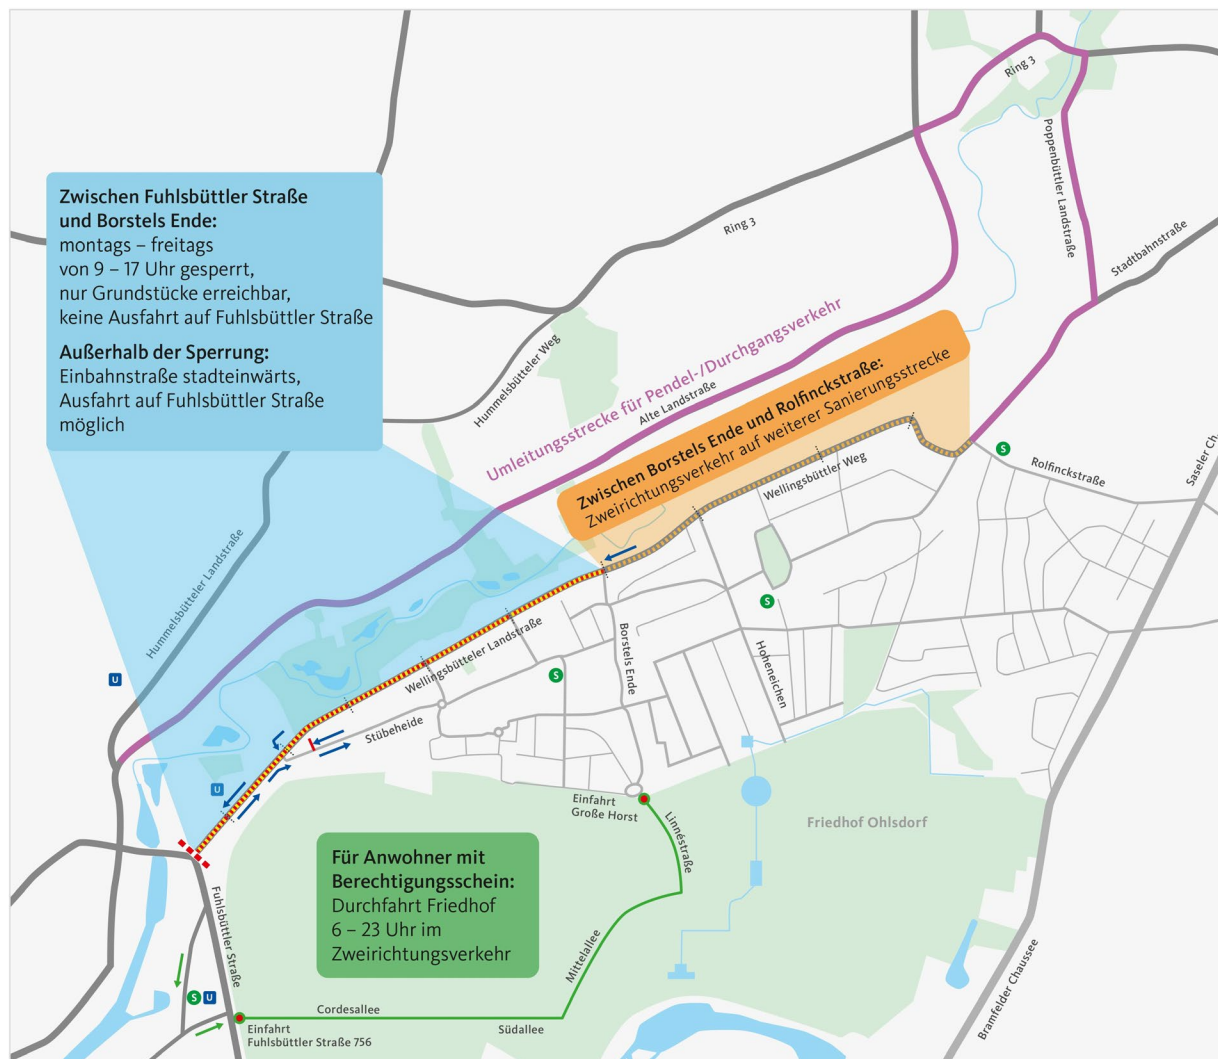 Ring 3
Poppenbüttler Landstraße
Zwischen Fuhlsbüttler Straße
und Borstels Ende:
montags – freitags
von 9 – 17 Uhr gesperrt,
nur Grundstücke erreichbar,
keine Ausfahrt auf Fuhlsbüttler Straße
Außerhalb der Sperrung:
Einbahnstraße stadteinwärts,
Ausfahrt auf Fuhlsbüttler Straße
möglich
Ring 3
Stadtbahnstraße
Hummelsbütteler Weg
Umleitungsstrecke für Pendel-/Durchgangsverkehr
Alte Landstraße
Zwischen Borstels Ende und Rolfinckstraße:
Zweirichtungsverkehr auf weiterer Sanierungsstrecke
Wellingsbüttler Weg
S
Rolfinckstraße
Saseler Ch.
Hummelsbütteler Landstraße
S
Wellingsbütteler Landstraße
Borstels Ende
Hoheneichen
U
S
Stübeheide
U
Einfahrt
Große Horst
Linnéstraße
Friedhof Ohlsdorf
Für Anwohner mit
Berechtigungsschein:
Durchfahrt Friedhof
6 – 23 Uhr im
Zweirichtungsverkehr
Fuhlsbüttler Straße
Mittelallee
Bramfelder Chaussee
S U
Cordesallee
Südallee
Einfahrt
Fuhlsbüttler Straße 756